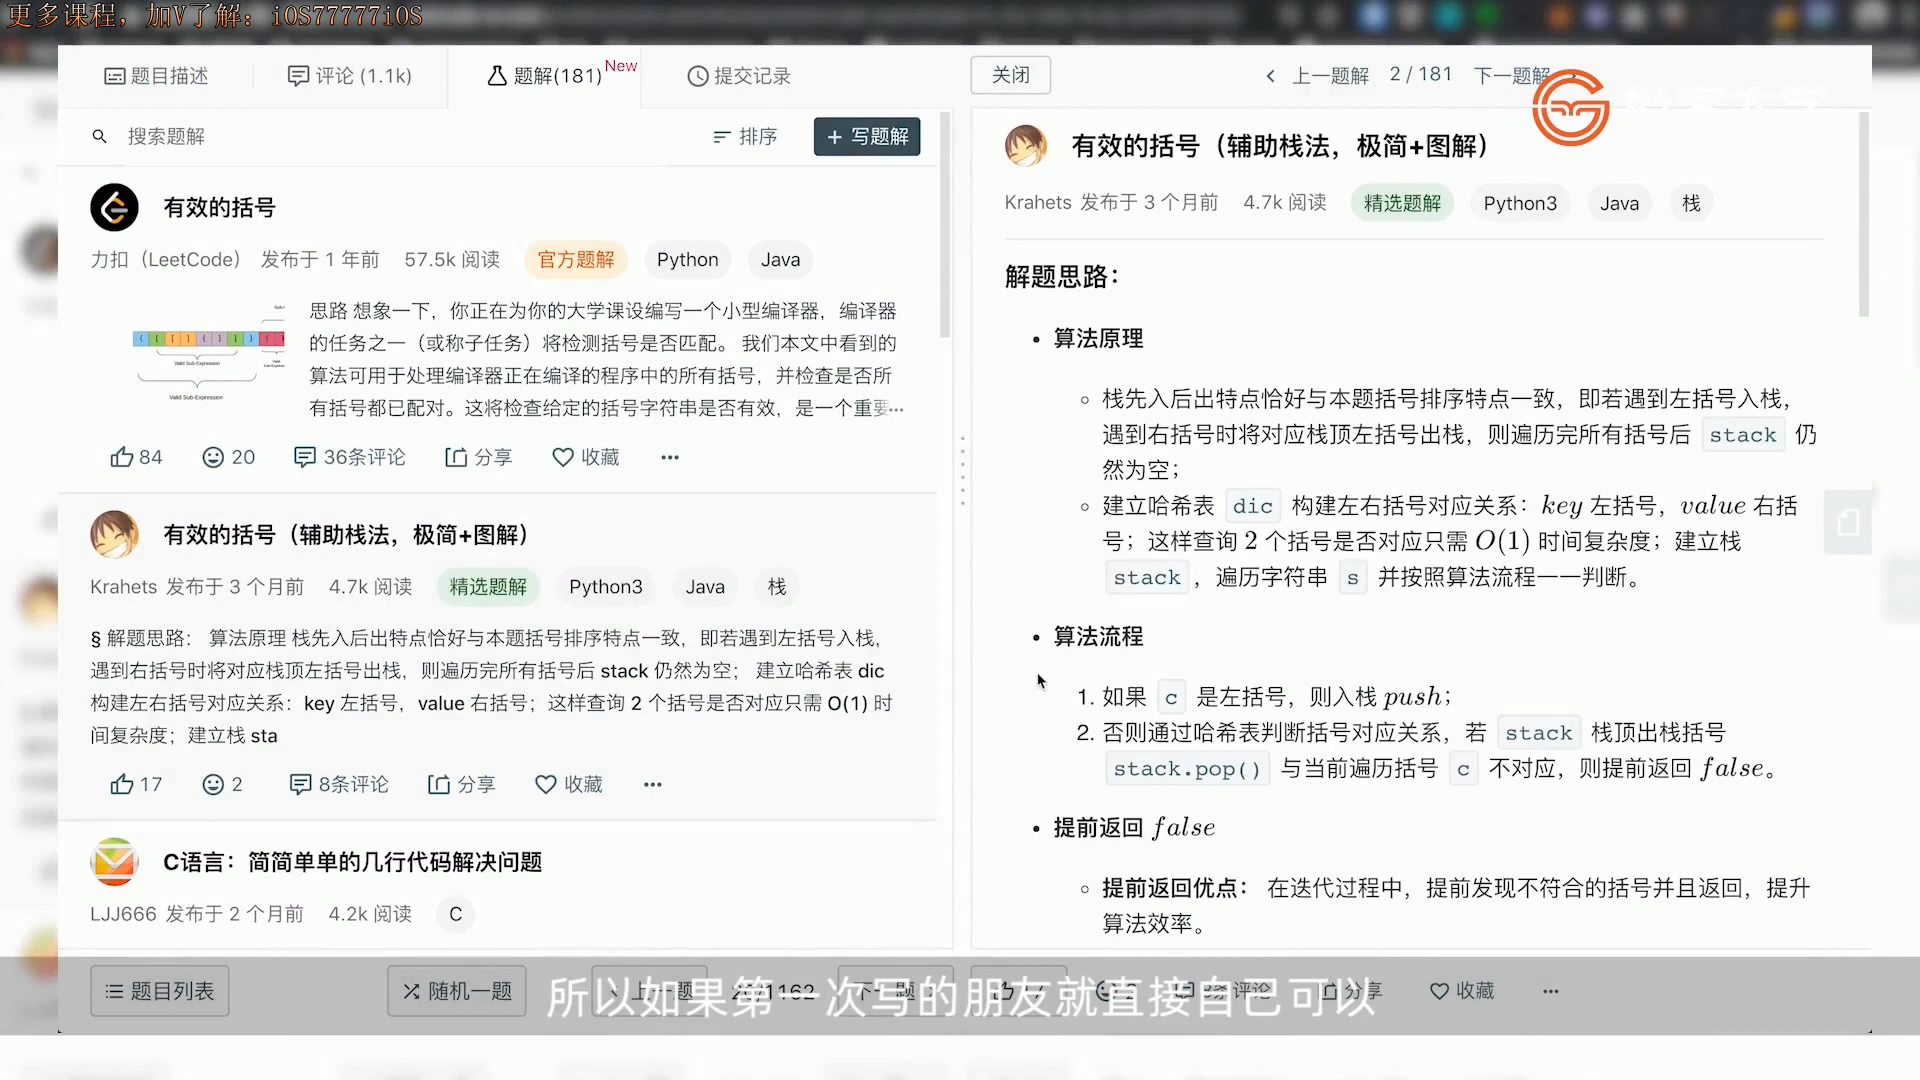 更多课程，加V了解：iOS77777iOS
题目描述
评论 (1.1k)
题解(181)
New
提交记录
搜索题解
排序
+ 写题解
有效的括号
力扣（LeetCode） 发布于 1 年前 57.5k 阅读 官方题解 Python Java
思路 想象一下，你正在为你的大学课设编写一个小型编译器，编译器
的任务之一（或称子任务）将检测括号是否匹配。 我们本文中看到的
算法可用于处理编译器正在编译的程序中的所有括号，并检查是否所
有括号都已配对。这将检查给定的括号字符串是否有效，是一个重要...
Valid Sub-Expression
Valid Sub-Expression
84 20 36条评论 分享 收藏 ...
有效的括号（辅助栈法，极简+图解）
Krahets 发布于 3 个月前 4.7k 阅读 精选题解 Python3 Java 栈
§ 解题思路： 算法原理 栈先入后出特点恰好与本题括号排序特点一致，即若遇到左括号入栈，
遇到右括号时将对应栈顶左括号出栈，则遍历完所有括号后 stack 仍然为空； 建立哈希表 dic
构建左右括号对应关系：key 左括号，value 右括号；这样查询 2 个括号是否对应只需 O(1) 时
间复杂度；建立栈 sta
17 2 8条评论 分享 收藏 ...
C语言：简简单单的几行代码解决问题
LJJ666 发布于 2 个月前 4.2k 阅读 C
关闭
上一题解 2 / 181 下一题解
有效的括号（辅助栈法，极简+图解）
Krahets 发布于 3 个月前 4.7k 阅读 精选题解 Python3 Java 栈
解题思路：
• 算法原理
栈先入后出特点恰好与本题括号排序特点一致，即若遇到左括号入栈，
遇到右括号时将对应栈顶左括号出栈，则遍历完所有括号后 stack 仍
然为空；
建立哈希表 dic 构建左右括号对应关系：key 左括号，value 右括
号；这样查询 2 个括号是否对应只需 O(1) 时间复杂度；建立栈
stack ，遍历字符串 s 并按照算法流程一一判断。
• 算法流程
1. 如果 c 是左括号，则入栈 push；
2. 否则通过哈希表判断括号对应关系，若 stack 栈顶出栈括号
stack.pop() 与当前遍历括号 c 不对应，则提前返回 false。
• 提前返回 false
提前返回优点： 在迭代过程中，提前发现不符合的括号并且返回，提升
算法效率。
题目列表
随机一题
上一题
下一题
分享
收藏
...
所以如果第一次写的朋友就直接自己可以